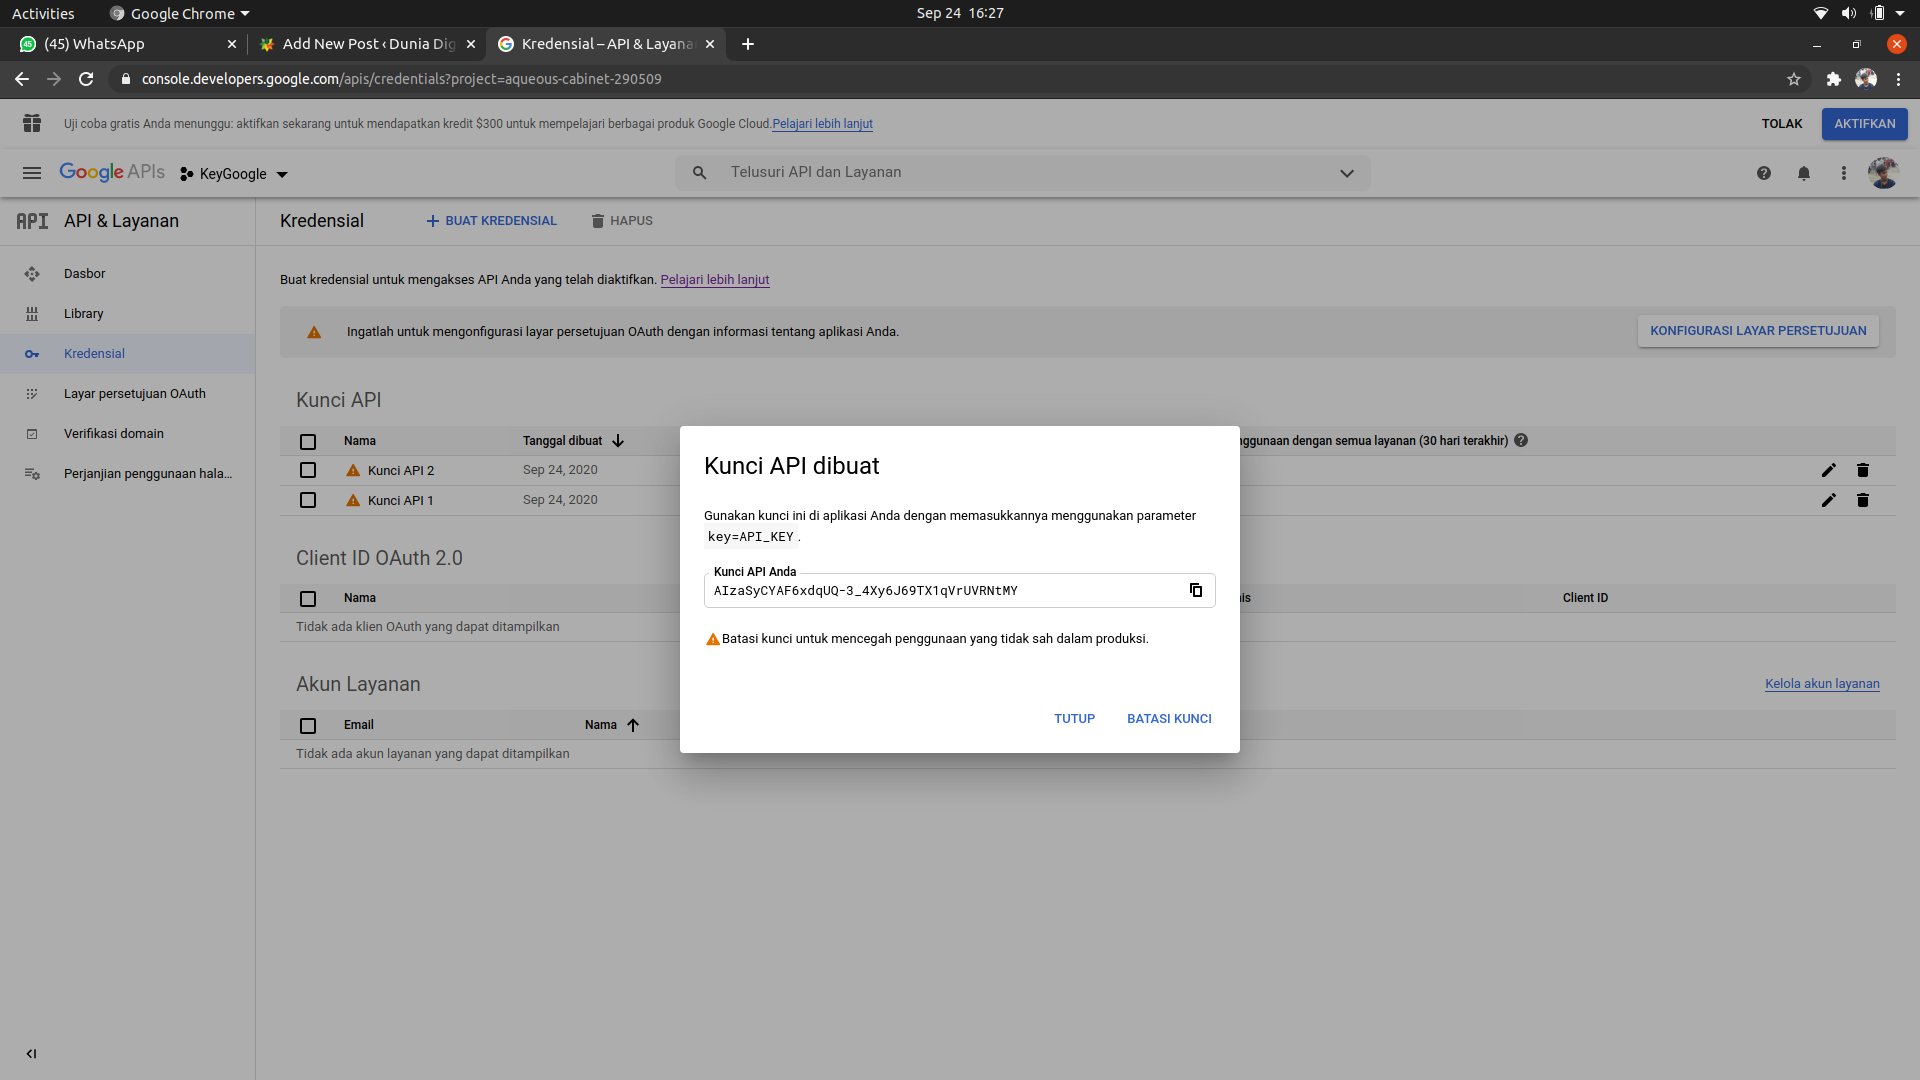 Activities
Google Chrome
Sep 24 16:27
(45) WhatsApp
Add New Post ‹ Dunia Dig
Kredensial – API & Layana
console.developers.google.com/apis/credentials?project=aqueous-cabinet-290509
Uji coba gratis Anda menunggu: aktifkan sekarang untuk mendapatkan kredit $300 untuk mempelajari berbagai produk Google Cloud. Pelajari lebih lanjut
TOLAK
AKTIFKAN
Google APIs
KeyGoogle
Telusuri API dan Layanan
API
API & Layanan
Kredensial
BUAT KREDENSIAL
HAPUS
Dasbor
Library
Kredensial
Layar persetujuan OAuth
Verifikasi domain
Perjanjian penggunaan hala...
Buat kredensial untuk mengakses API Anda yang telah diaktifkan. Pelajari lebih lanjut
Ingatlah untuk mengonfigurasi layar persetujuan OAuth dengan informasi tentang aplikasi Anda.
KONFIGURASI LAYAR PERSETUJUAN
Kunci API
Nama
Tanggal dibuat
nggunaan dengan semua layanan (30 hari terakhir)
Kunci API 2
Sep 24, 2020
Kunci API 1
Sep 24, 2020
Client ID OAuth 2.0
Nama
is
Client ID
Tidak ada klien OAuth yang dapat ditampilkan
Akun Layanan
Kelola akun layanan
Email
Nama
Tidak ada akun layanan yang dapat ditampilkan
Kunci API dibuat
Gunakan kunci ini di aplikasi Anda dengan memasukkannya menggunakan parameter
key=API_KEY.
Kunci API Anda
AIzaSyCYAF6xdqUQ-3_4Xy6J69TX1qVrUVRNtMY
Batasi kunci untuk mencegah penggunaan yang tidak sah dalam produksi.
TUTUP
BATASI KUNCI